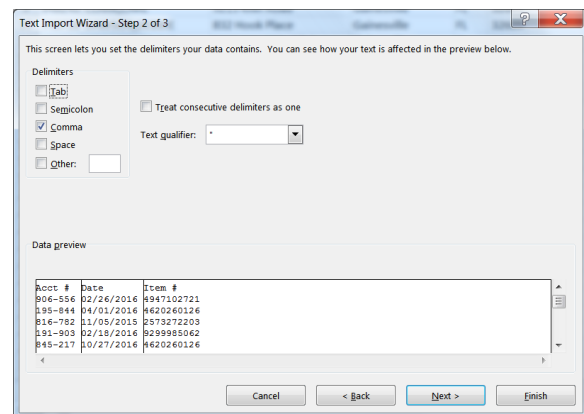 Text Import Wizard - Step 2 of 3
This screen lets you set the delimiters your data contains. You can see how your text is affected in the preview below.
Delimiters
Tab
Semicolon
Comma
Space
Other:
Treat consecutive delimiters as one
Text qualifier: "
Data preview
Acct # Date Item #
906-556 02/26/2016 4947102721
195-844 04/01/2016 4620260126
816-782 11/05/2015 2573272203
191-903 02/18/2016 9299985062
845-217 10/27/2016 4620260126
Cancel < Back Next > Finish